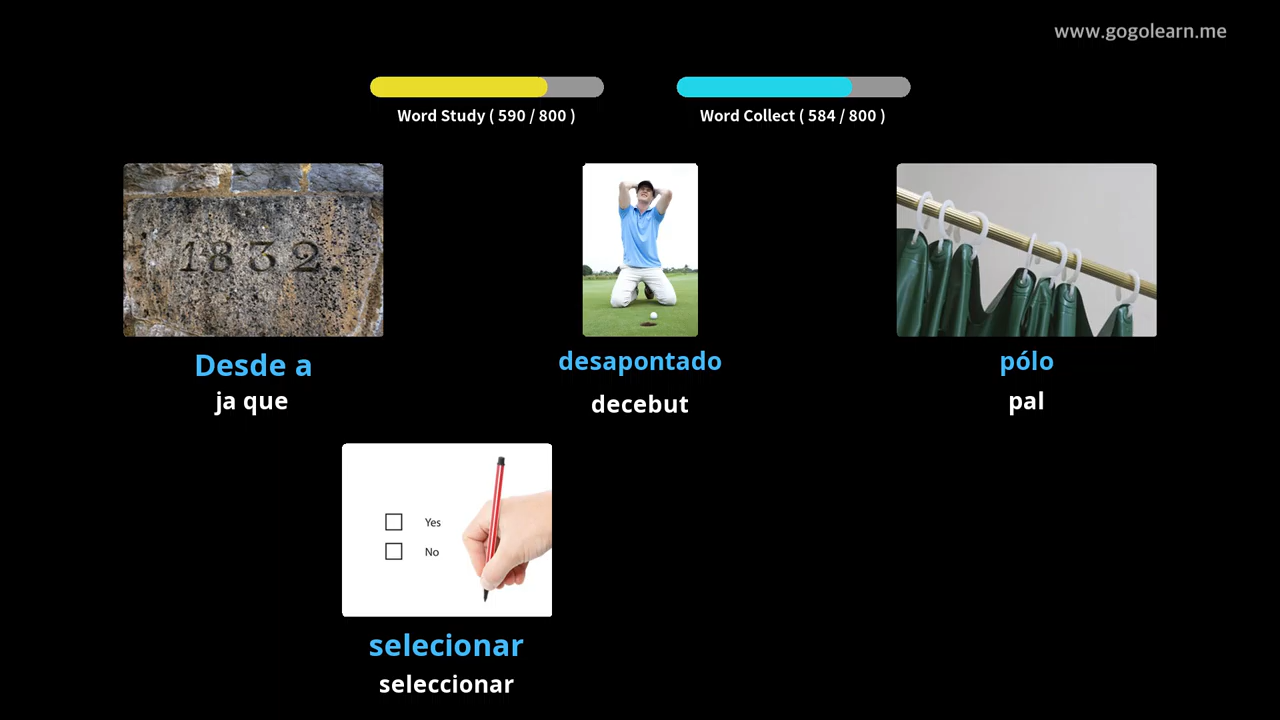 www.gogolearn.me
Word Study ( 590 / 800 )
Word Collect ( 584 / 800 )
1832.
Desde a
ja que
desapontado
decebut
pólo
pal
Yes
No
selecionar
seleccionar